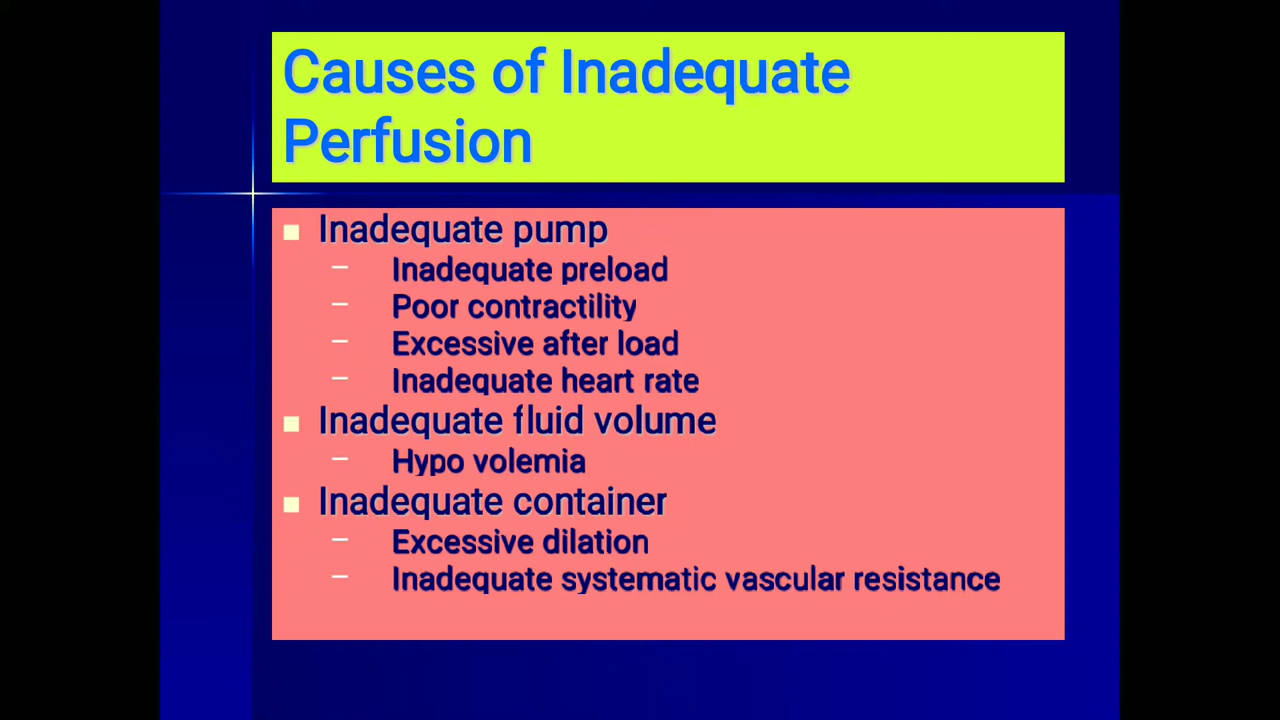 Causes of Inadequate
Perfusion
Inadequate pump
– Inadequate preload
– Poor contractility
– Excessive after load
– Inadequate heart rate
Inadequate fluid volume
– Hypo volemia
Inadequate container
– Excessive dilation
– Inadequate systematic vascular resistance